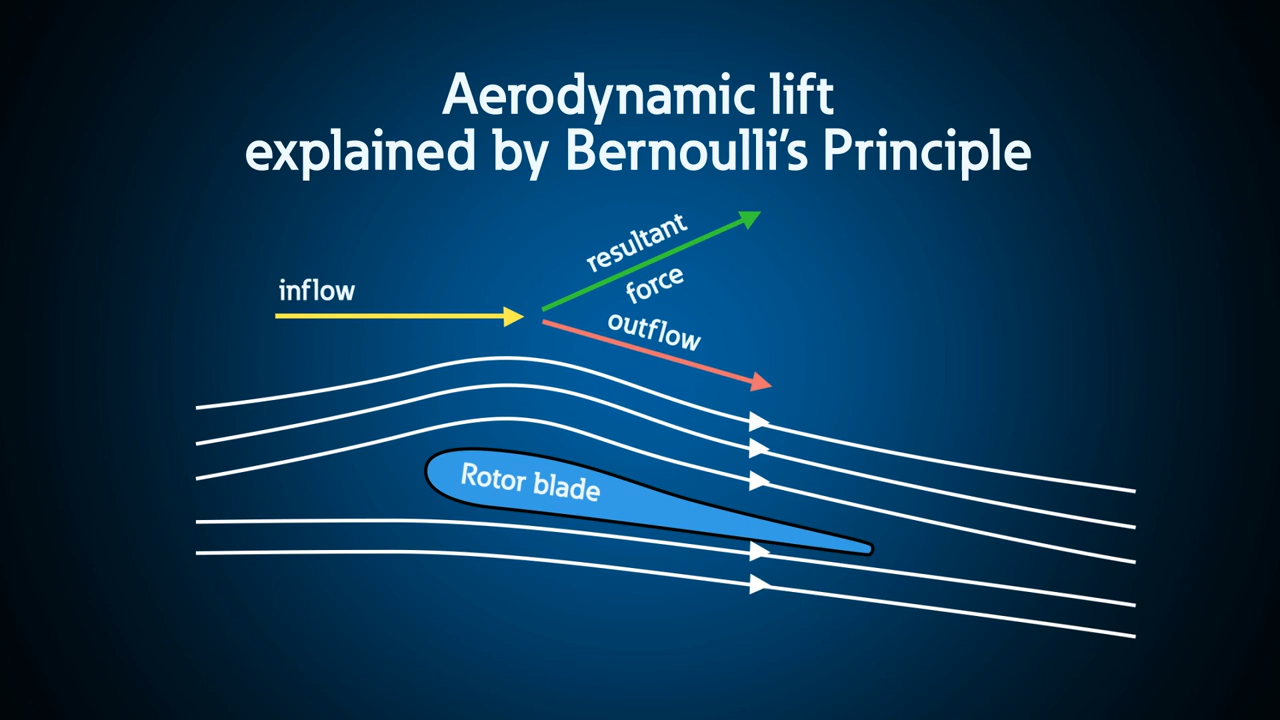 Aerodynamic lift
explained by Bernoulli's Principle
resultant
force
inflow
outflow
Rotor blade